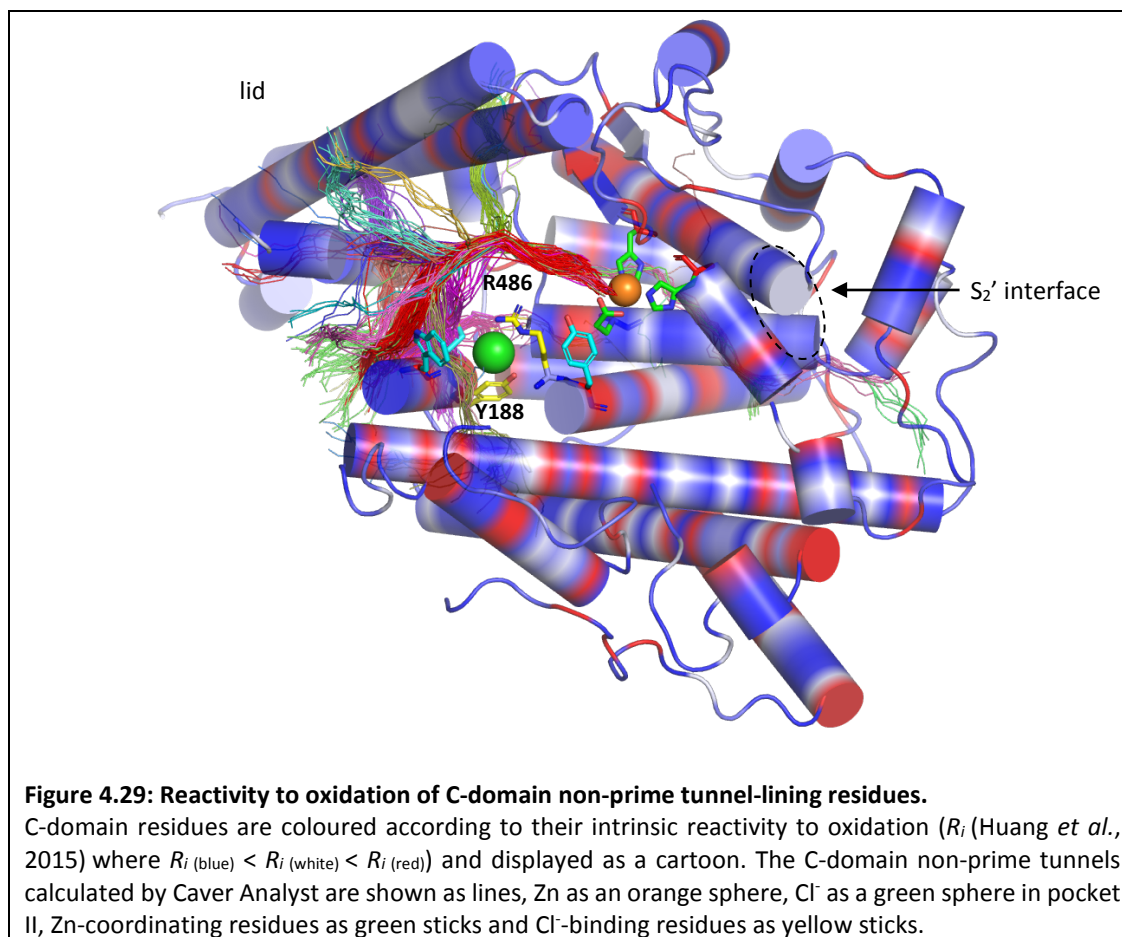 lid
R486
S₂’ interface
Y188
Figure 4.29: Reactivity to oxidation of C-domain non-prime tunnel-lining residues.
C-domain residues are coloured according to their intrinsic reactivity to oxidation (Ri (Huang et al.,
2015) where Ri (blue) < Ri (white) < Ri (red)) and displayed as a cartoon. The C-domain non-prime tunnels
calculated by Caver Analyst are shown as lines, Zn as an orange sphere, Cl⁻ as a green sphere in pocket
II, Zn-coordinating residues as green sticks and Cl⁻-binding residues as yellow sticks.